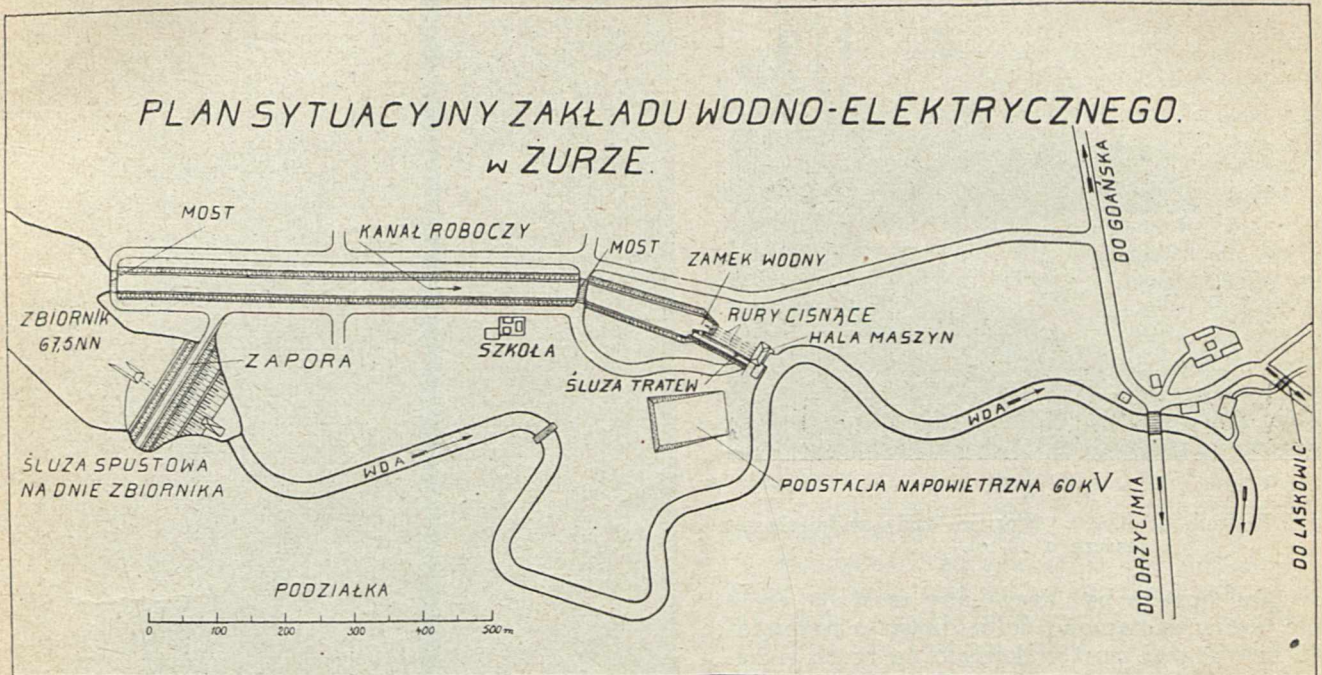 PLAN SYTUACYJNY ZAKŁADU WODNO-ELEKTRYCZNEGO.
W ŻURZE.
DO GDAŃSKA
MOST
KANAŁ ROBOCZY
MOST
ZAMEK WODNY
ZBIORNIK
67,5NN
ZAPORA
SZKOŁA
RURY CISNĄCE
HALA MASZYN
ŚLUZA TRATEW
WDA
WDA
ŚLUZA SPUSTOWA
NA DNIE ZBIORNIKA
PODSTACJA NAPOWIETRZNA 60 kV
DO DRZYCIMIA
DO LASKOWIC
PODZIAŁKA
0 100 200 300 400 500 m